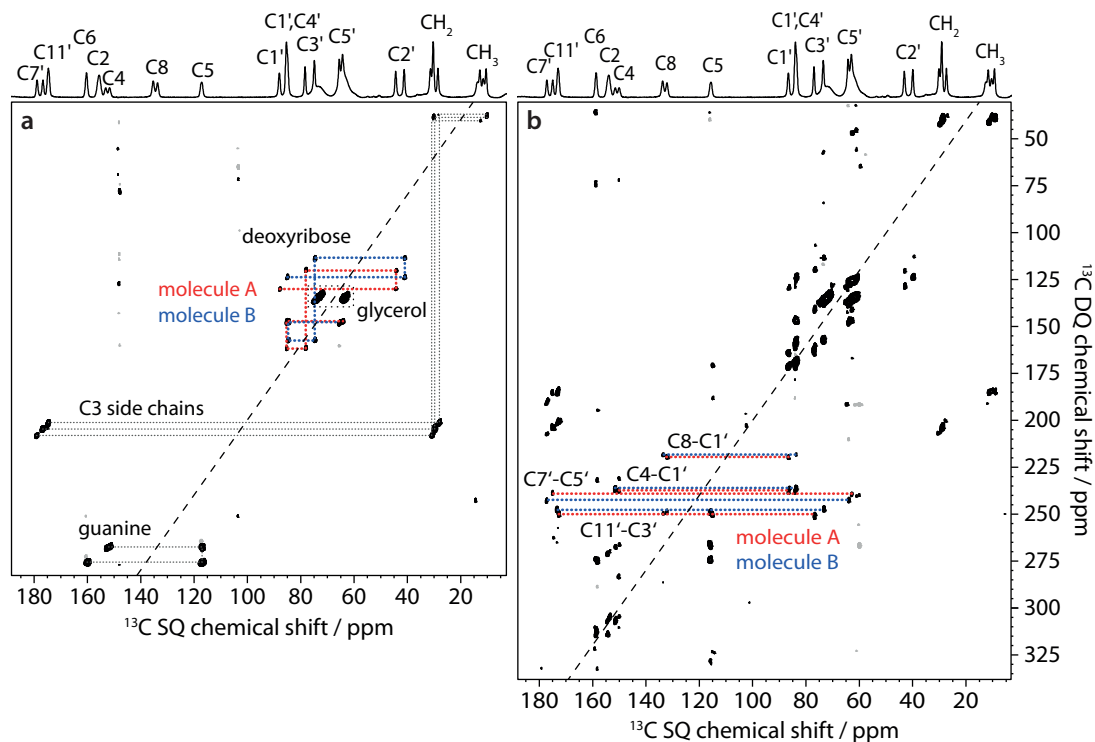 C7' C11' C6 C2 C4 C8 C5 C1' C1',C4' C3' C5' C2' CH2 CH3
C7' C11' C6 C2 C4 C8 C5 C1' C1',C4' C3' C5' C2' CH2 CH3
a
deoxyribose
molecule A
molecule B
glycerol
C3 side chains
guanine
180 160 140 120 100 80 60 40 20
13C SQ chemical shift / ppm
b
C8-C1'
C7'-C5'
C4-C1'
C11'-C3'
molecule A
molecule B
180 160 140 120 100 80 60 40 20
13C SQ chemical shift / ppm
50
75
100
125
150
175
200
225
250
275
300
325
13C DQ chemical shift / ppm